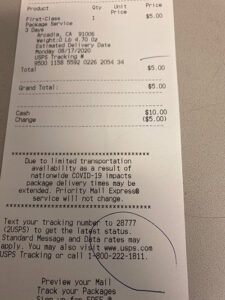 Product Qty Unit Price
Price
First-Class 1 $5.00
Package Service
3 Days
Arcadia, CA 91006
Weight:0 Lb 4.70 Oz
Estimated Delivery Date
Monday 08/17/2020
USPS Tracking #
9500 1158 5592 0226 2054 34
Total $5.00
Grand Total: $5.00
Cash $10.00
Change ($5.00)
Due to limited transportation
availability as a result of
nationwide COVID-19 impacts
package delivery times may be
extended. Priority Mail Express®
service will not change.
Text your tracking number to 28777
(2USPS) to get the latest status.
Standard Message and Data rates may
apply. You may also visit www.usps.com
USPS Tracking or call 1-800-222-1811.
Preview your Mail
Track your Packages
Sign up for FREE @